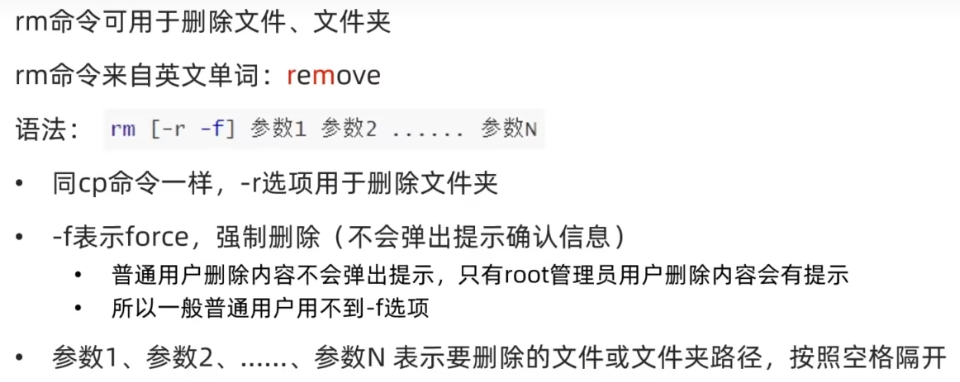 rm命令可用于删除文件、文件夹
rm命令来自英文单词：remove
语法： rm [-r -f] 参数1 参数2 ...... 参数N
• 同cp命令一样，-r选项用于删除文件夹
• -f表示force，强制删除（不会弹出提示确认信息）
• 普通用户删除内容不会弹出提示，只有root管理员用户删除内容会有提示
• 所以一般普通用户用不到-f选项
• 参数1、参数2、......、参数N 表示要删除的文件或文件夹路径，按照空格隔开